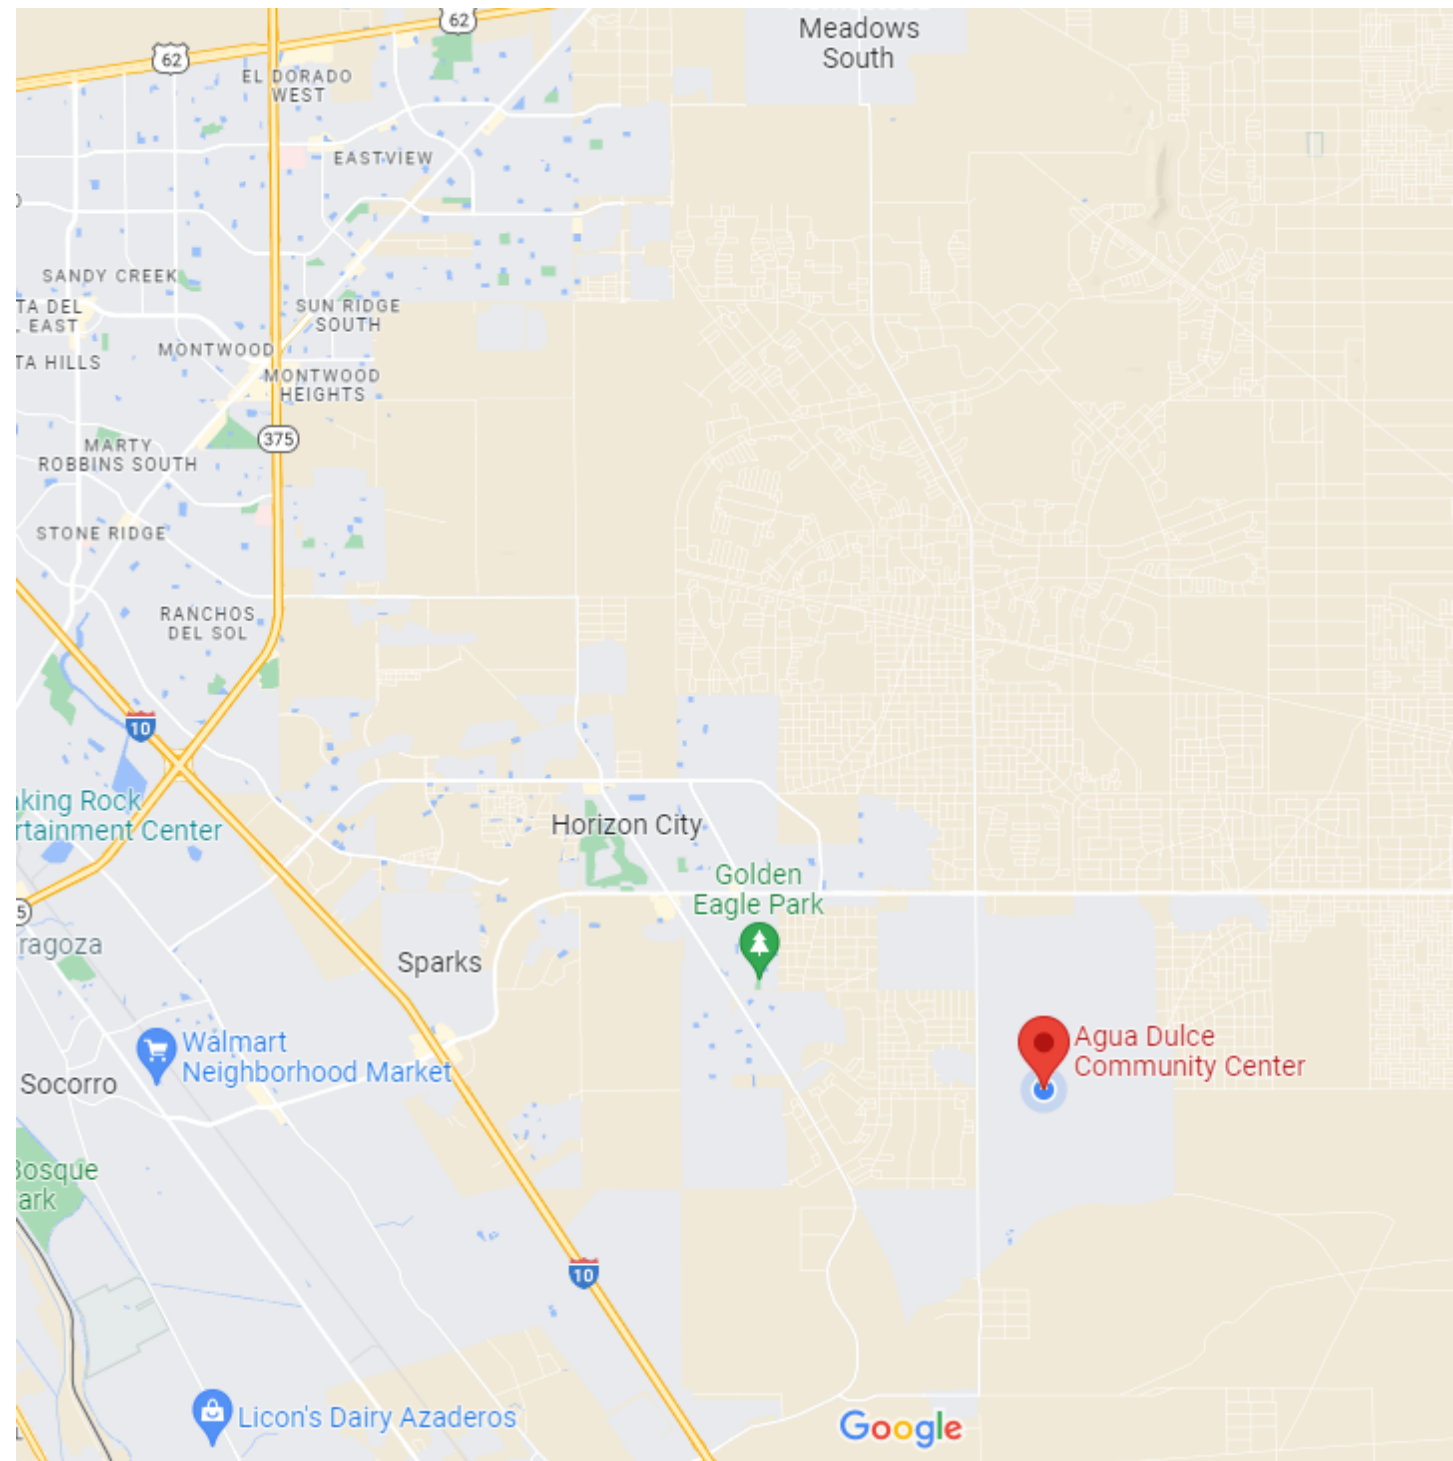 Meadows
South
62
62
EL DORADO
WEST
EASTVIEW
SANDY CREEK
TA DEL
EAST
SUN RIDGE
SOUTH
MONTWOOD
TA HILLS
MONTWOOD
HEIGHTS
375
MARTY
ROBBINS SOUTH
STONE RIDGE
RANCHOS
DEL SOL
10
aking Rock
rtainment Center
Horizon City
Golden
Eagle Park
5
ragoza
Sparks
Walmart
Neighborhood Market
Agua Dulce
Community Center
Socorro
Bosque
ark
10
Licon's Dairy Azaderos
Google